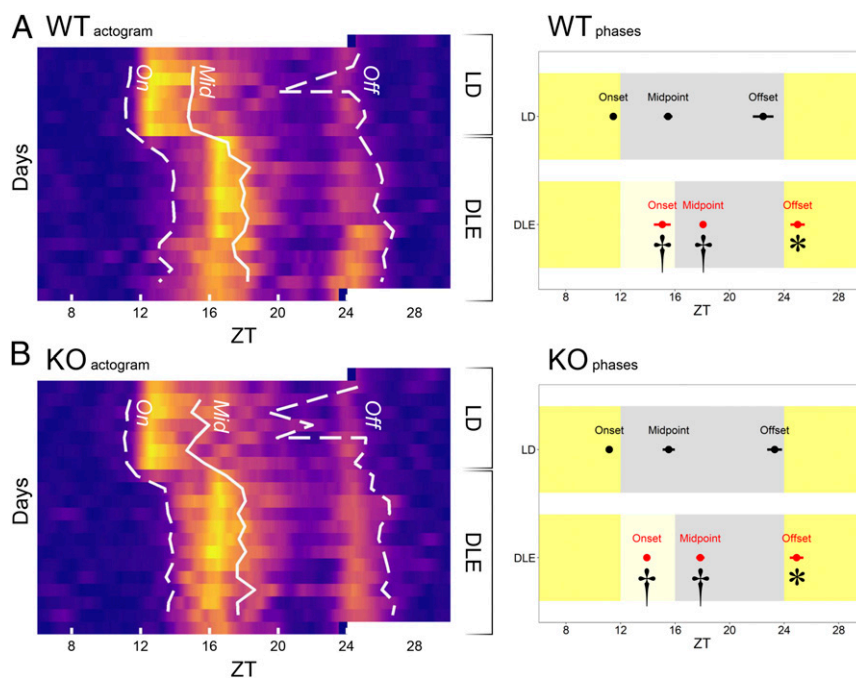 A WT actogram
On
Mid
Off
LD
DLE
Days
8 12 16 20 24 28
ZT
WT phases
LD
Onset Midpoint Offset
DLE
Onset Midpoint Offset
† † *
8 12 16 20 24 28
ZT
B KO actogram
On
Mid
Off
LD
DLE
Days
8 12 16 20 24 28
ZT
KO phases
LD
Onset Midpoint Offset
DLE
Onset Midpoint Offset
† † *
8 12 16 20 24 28
ZT